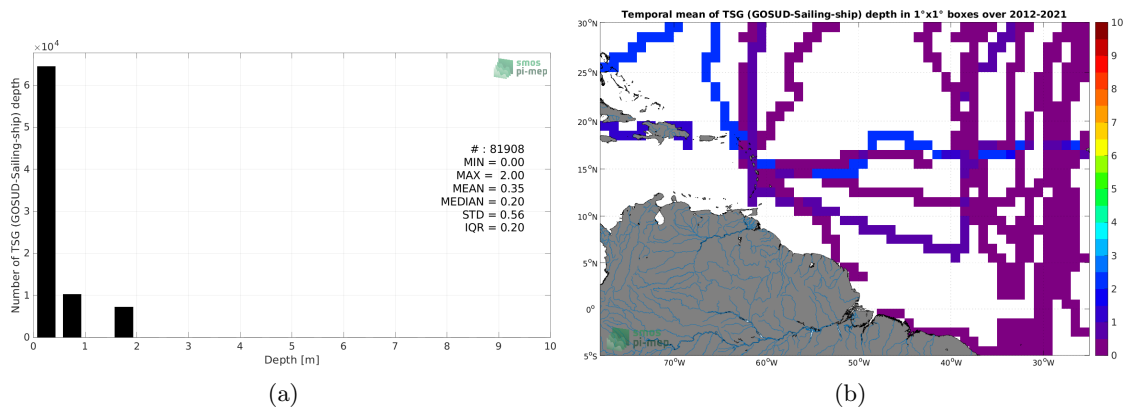 Temporal mean of TSG (GOSUD-Sailing-ship) depth in 1°x1° boxes over 2012-2021
×10⁴
Number of TSG (GOSUD-Sailing-ship) depth
6
5
4
3
2
1
0
0 1 2 3 4 5 6 7 8 9 10
Depth [m]
smos
pi-mep
# : 81908
MIN = 0.00
MAX = 2.00
MEAN = 0.35
MEDIAN = 0.20
STD = 0.56
IQR = 0.20
(a)
30°N
25°N
20°N
15°N
10°N
5°N
0°
5°S
70°W 60°W 50°W 40°W 30°W
smos
pi-mep
10
9
8
7
6
5
4
3
2
1
0
(b)